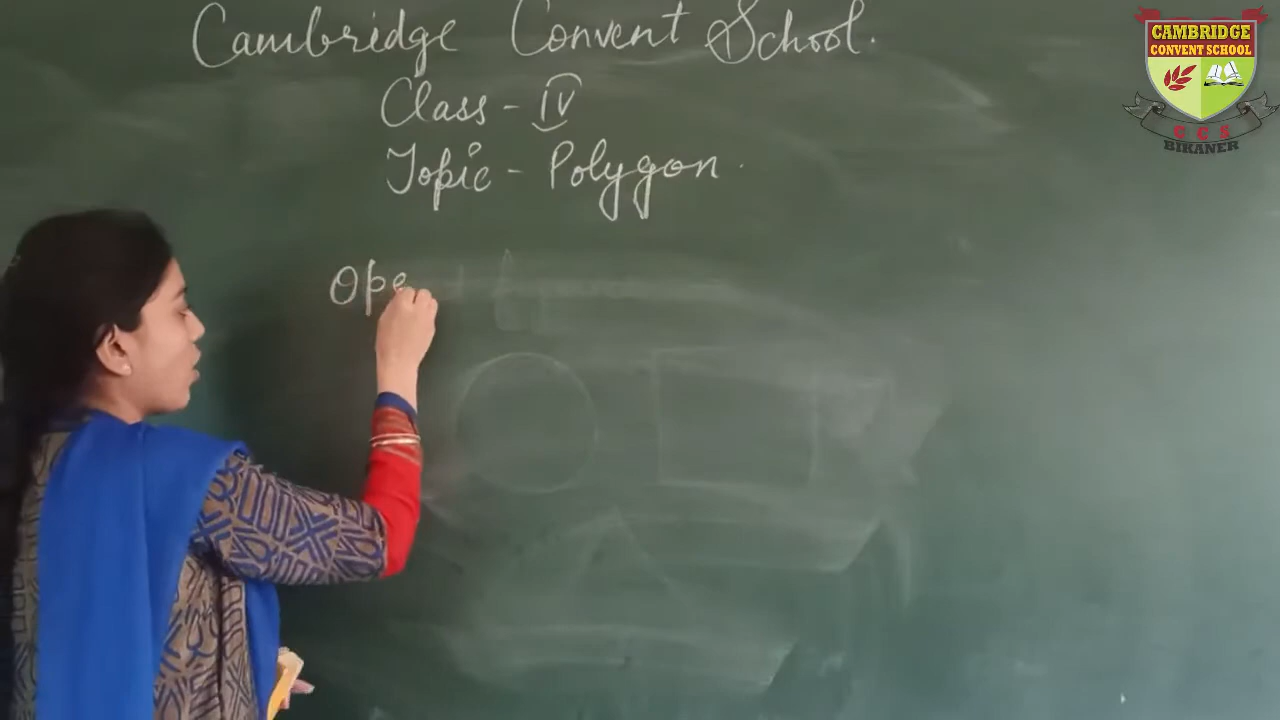 Cambridge Convent School.
Class - IV
Topic - Polygon.
Ope
CAMBRIDGE
CONVENT SCHOOL
CCS
BIKANER